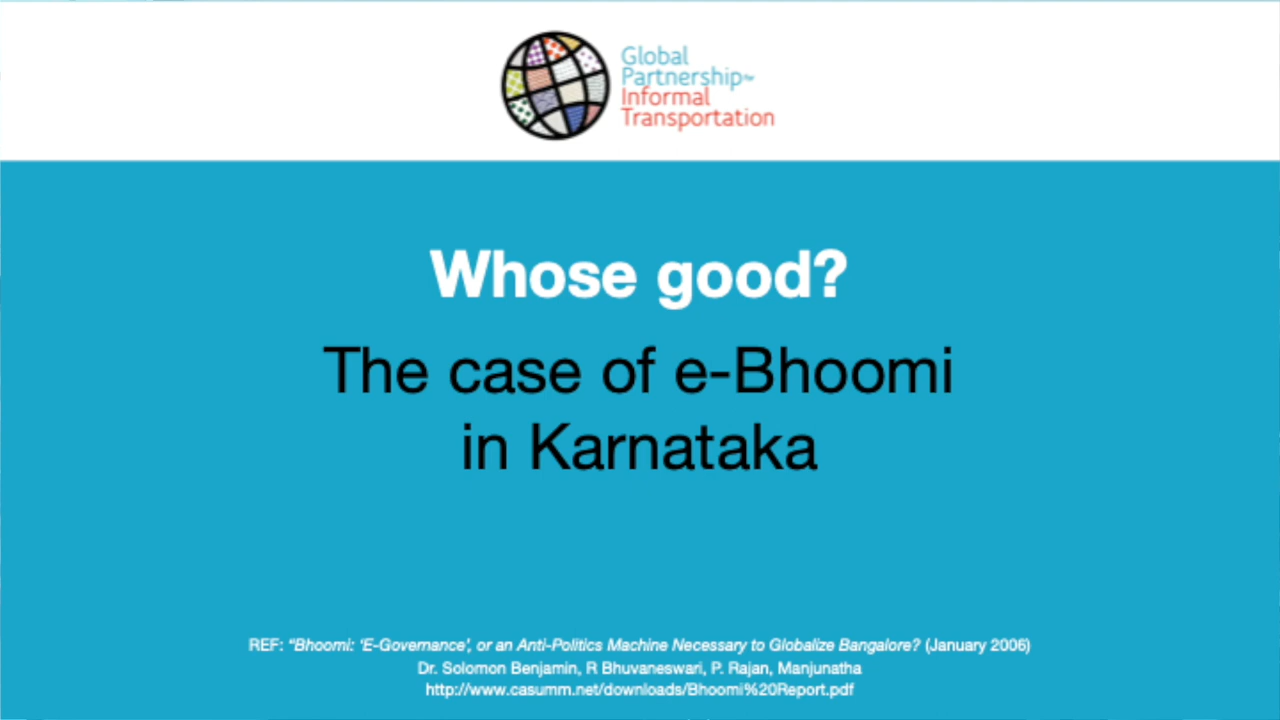 Global
Partnership for
Informal
Transportation
Whose good?
The case of e-Bhoomi
in Karnataka
REF: “Bhoomi: ‘E-Governance’, or an Anti-Politics Machine Necessary to Globalize Bangalore? (January 2006)
Dr. Solomon Benjamin, R Bhuvaneswari, P. Rajan, Manjunatha
http://www.casumm.net/downloads/Bhoomi%20Report.pdf